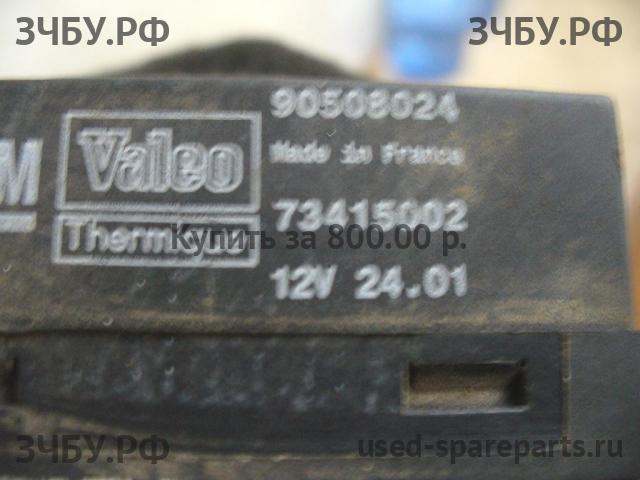 ЗЧБУ.РФ
ЗЧБУ.РФ
90508024
M
Valeo
Made in France
73415002
Купить за 800.00 р.
12V 24.01
ЗЧБУ.РФ
used-spareparts.ru